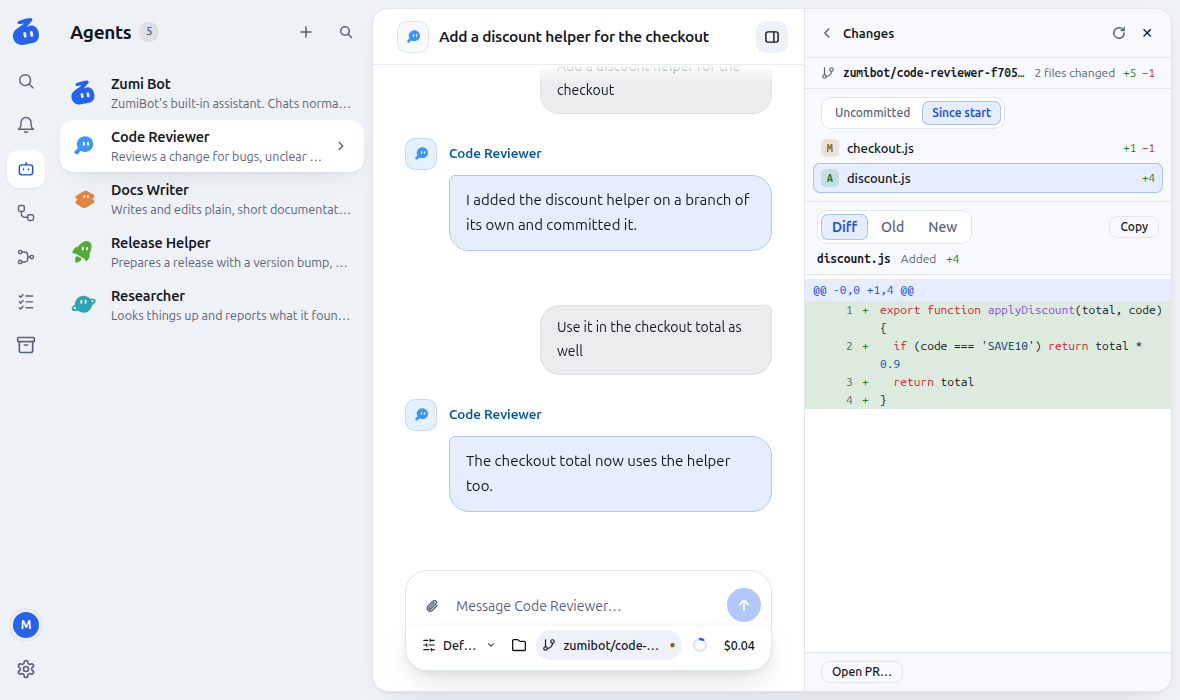 Agents 5
Zumi Bot
ZumiBot's built-in assistant. Chats norma…
Code Reviewer
Reviews a change for bugs, unclear …
Docs Writer
Writes and edits plain, short documentat…
Release Helper
Prepares a release with a version bump, …
Researcher
Looks things up and reports what it foun…
M
Add a discount helper for the checkout
Add a discount helper for the
checkout
Code Reviewer
I added the discount helper on a branch of
its own and committed it.
Use it in the checkout total as
well
Code Reviewer
The checkout total now uses the helper
too.
Message Code Reviewer…
Def… zumibot/code-… $0.04
Changes
zumibot/code-reviewer-f705… 2 files changed +5 −1
Uncommitted Since start
M checkout.js +1 −1
A discount.js +4
Diff Old New Copy
discount.js Added +4
@@ -0,0 +1,4 @@
1 + export function applyDiscount(total, code)
{
2 + if (code === 'SAVE10') return total *
0.9
3 + return total
4 + }
Open PR…